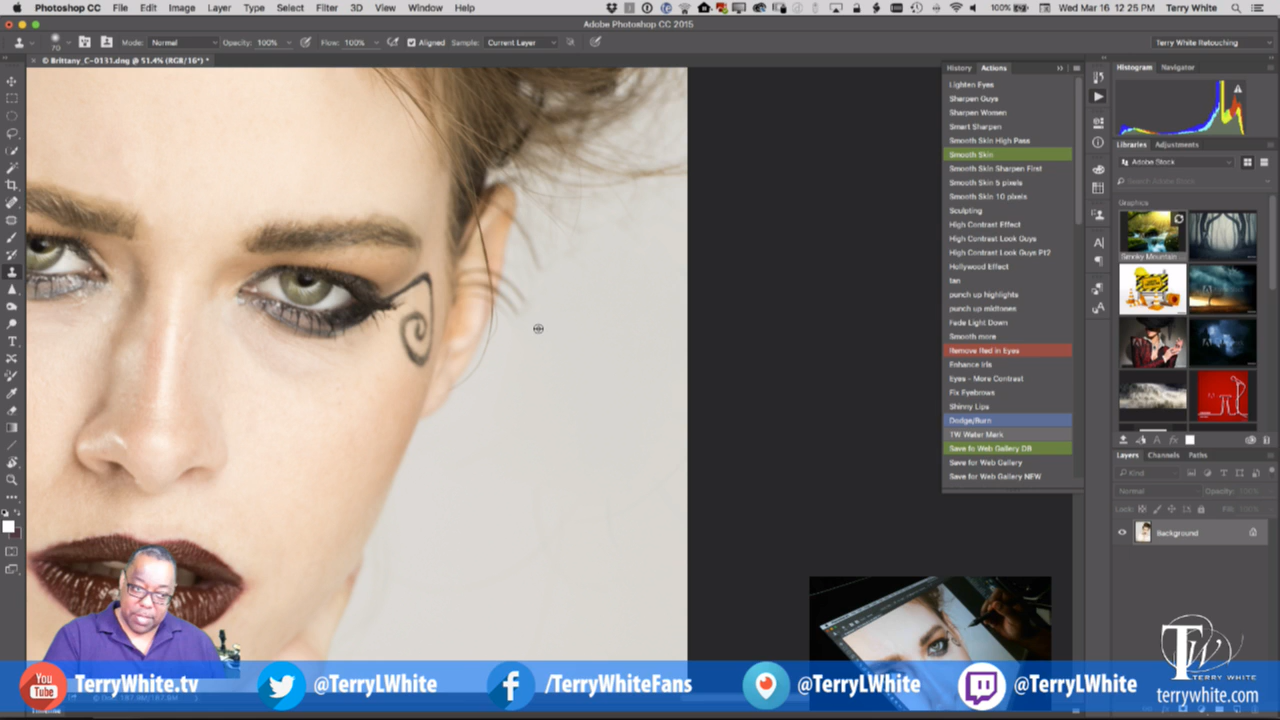 Photoshop CC File Edit Image Layer Type Select Filter 3D View Window Help 100% Wed Mar 16 12:25 PM Terry White
Adobe Photoshop CC 2015
70 Mode: Normal Opacity: 100% Flow: 100% Aligned Sample: Current Layer Terry White Retouching
© Brittany_C-0131.dng @ 51.4% (RGB/16*) *
History Actions
Lighten Eyes
Sharpen Guys
Sharpen Women
Smart Sharpen
Smooth Skin High Pass
Smooth Skin
Smooth Skin Sharpen First
Smooth Skin 5 pixels
Smooth Skin 10 pixels
Sculpting
High Contrast Effect
High Contrast Look Guys
High Contrast Look Guys Pt2
Hollywood Effect
tan
punch up highlights
punch up midtones
Fade Light Down
Smooth more
Remove Red in Eyes
Enhance Iris
Eyes - More Contrast
Fix Eyebrows
Shinny Lips
Dodge/Burn
TW Water Mark
Save to Web Gallery DB
Save for Web Gallery
Save for Web Gallery NEW
Histogram Navigator
Libraries Adjustments
Adobe Stock
Search Adobe Stock
Graphics
Smoky Mountain
Layers Channels Paths
Kind
Normal Opacity: 100%
Lock: Fill: 100%
Background
TW
TERRY WHITE
terrywhite.com
You
Tube
TerryWhite.tv
@TerryLWhite
/TerryWhiteFans
@TerryLWhite
@TerryLWhite